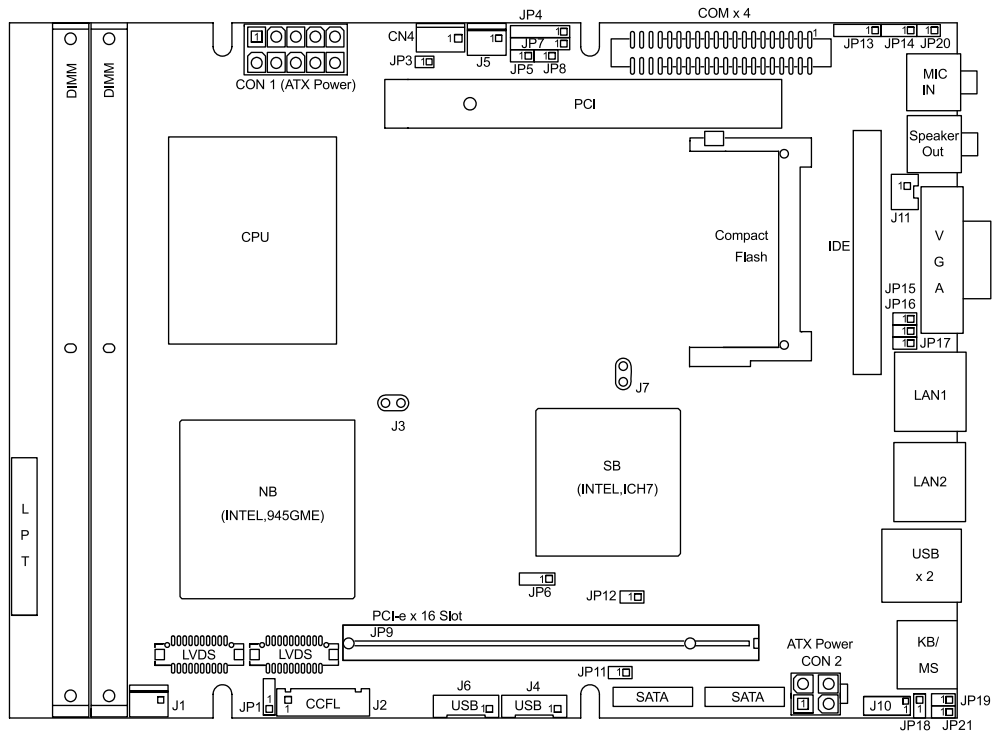 JP4
COM x 4
1
CN4
1
1
JP7
1
J5
JP3
1
JP5
1
JP8
1
JP13
1
JP14
1
JP20
1
DIMM
DIMM
1
CON 1 (ATX Power)
MIC
IN
PCI
Speaker
Out
1
J11
CPU
Compact
Flash
IDE
V
G
A
JP15
JP16
1
1
1
JP17
J7
J3
LAN1
SB
(INTEL,ICH7)
NB
(INTEL,945GME)
LAN2
L
P
T
USB
x 2
1
JP6
JP12
1
PCI-e x 16 Slot
JP9
LVDS
LVDS
KB/
MS
ATX Power
CON 2
JP11
1
J1
JP1
1
1
CCFL
J2
J6
USB
1
J4
USB
1
SATA
SATA
1
J10
1
1
JP18
1
JP19
1
JP21